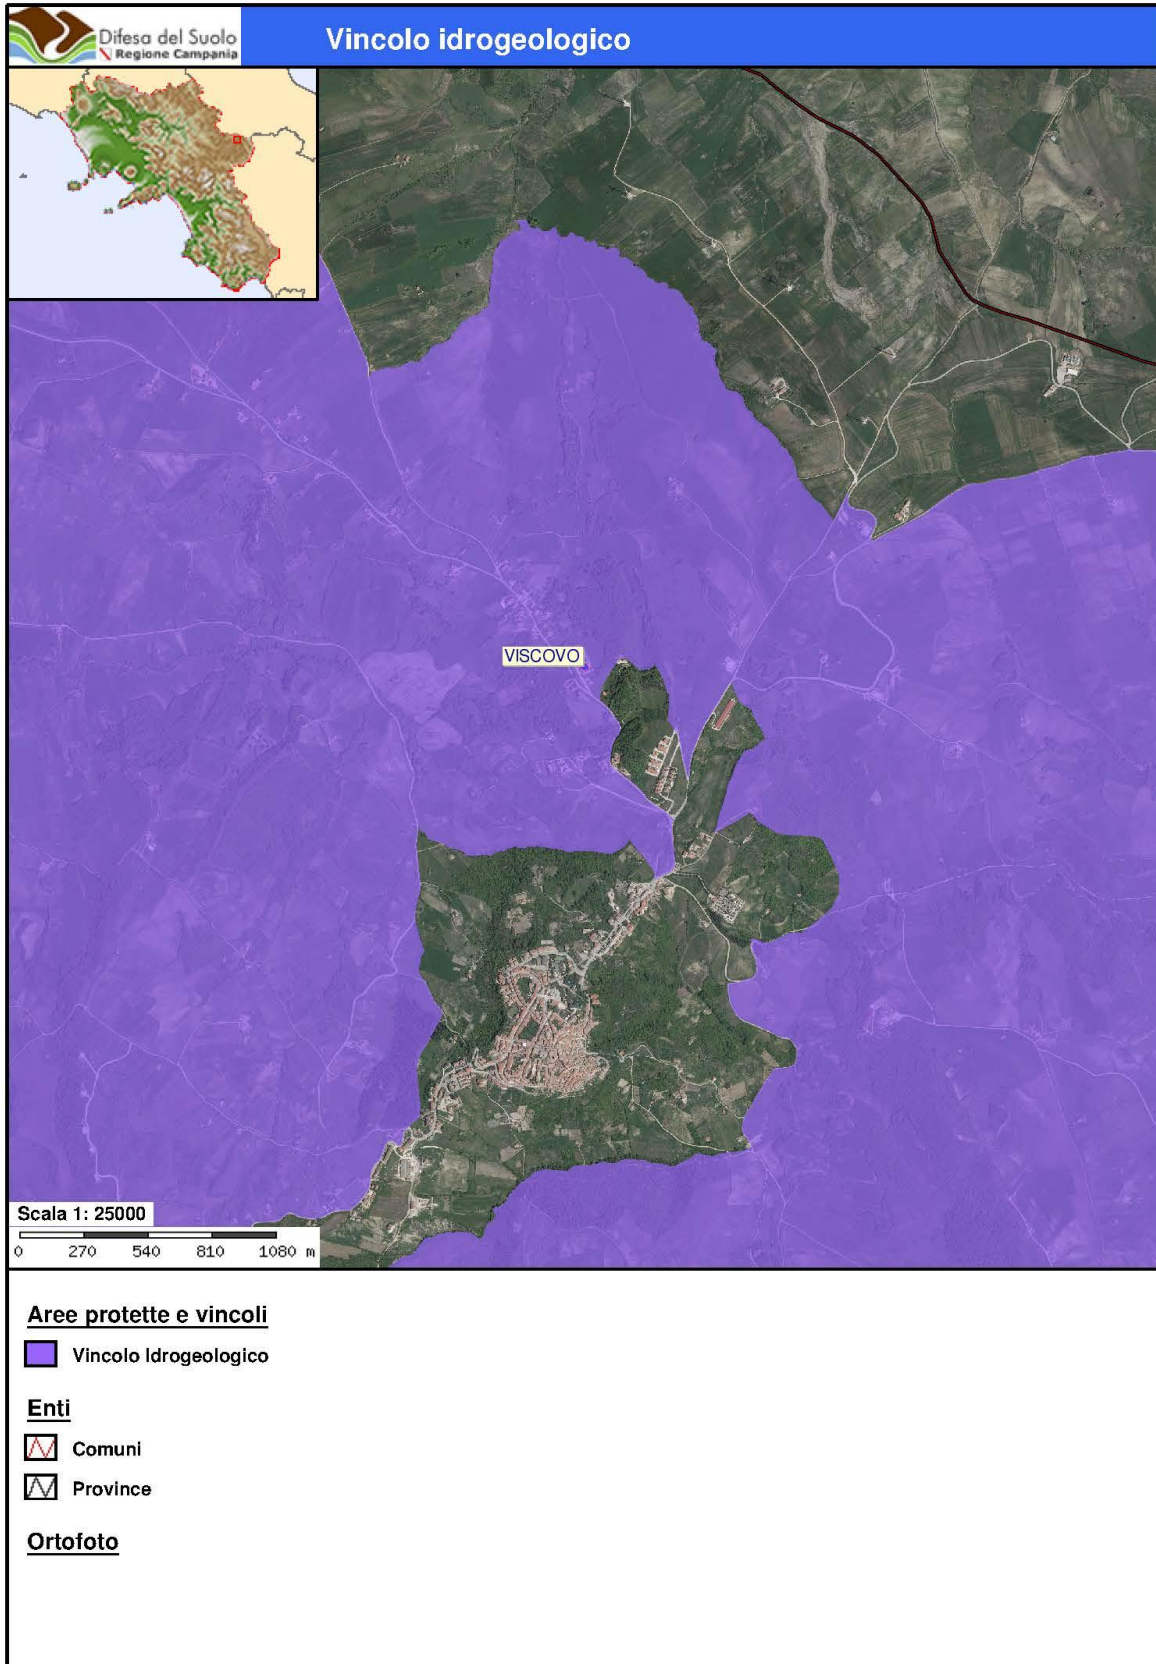 Difesa del Suolo
Regione Campania
Vincolo idrogeologico
VISCOVO
Scala 1: 25000
0 270 540 810 1080 m
Aree protette e vincoli
Vincolo Idrogeologico
Enti
Comuni
Province
Ortofoto